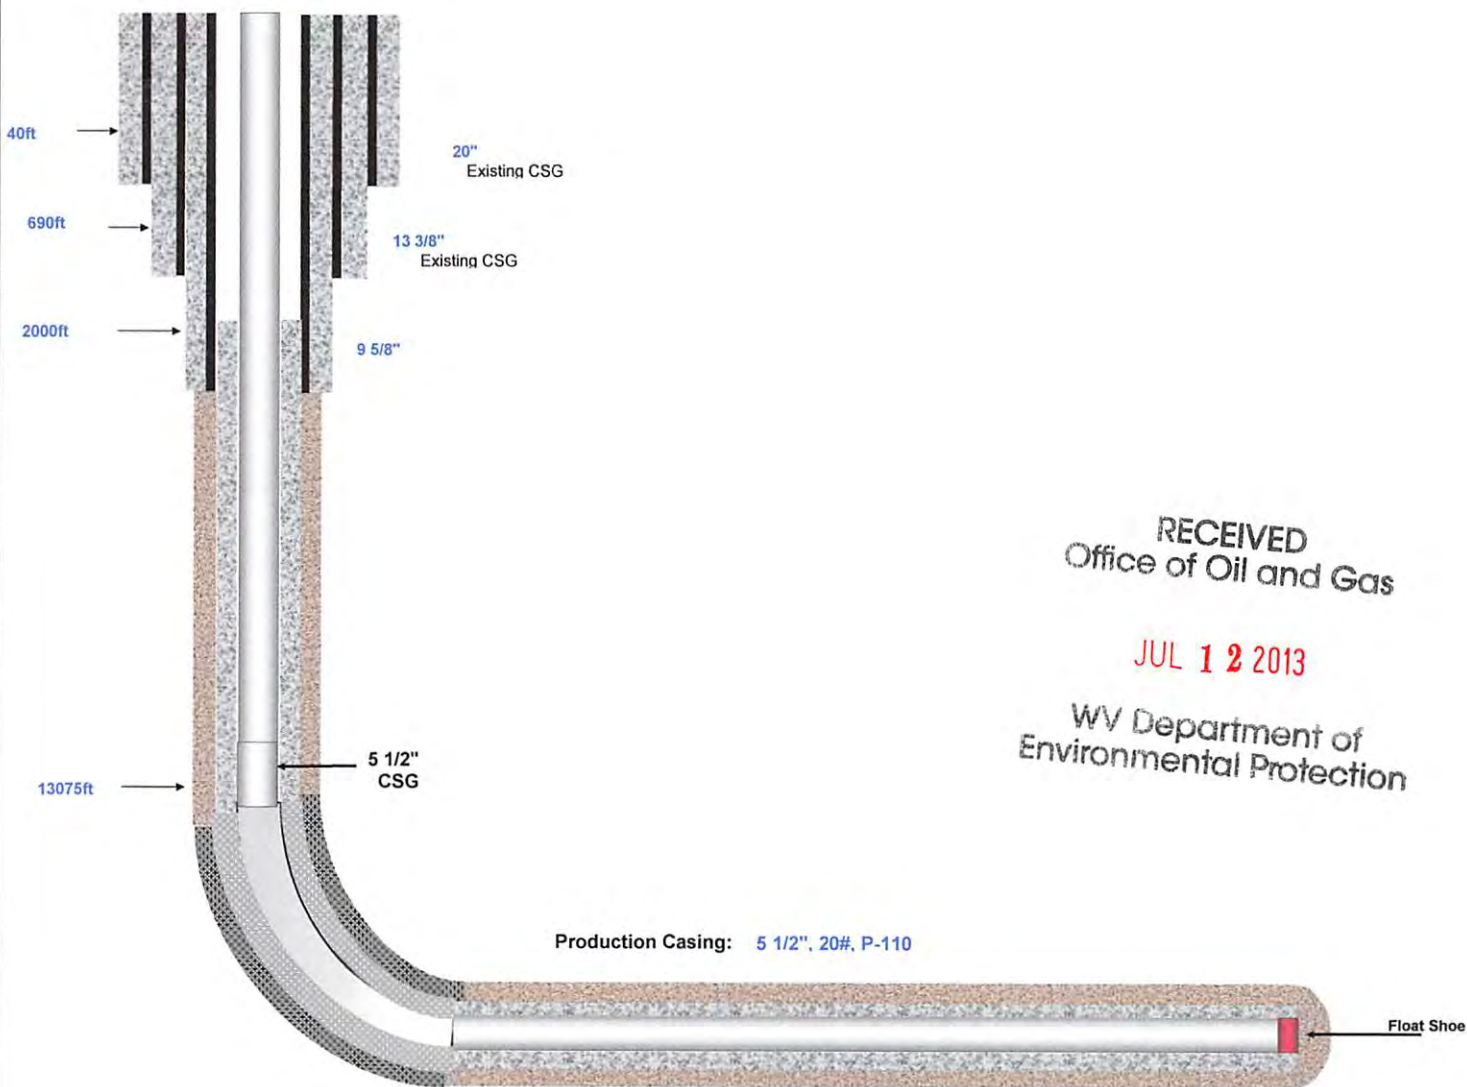 40ft
20"
Existing CSG
690ft
13 3/8"
Existing CSG
2000ft
9 5/8"
RECEIVED
Office of Oil and Gas
JUL 12 2013
WV Department of
Environmental Protection
5 1/2"
CSG
13075ft
Production Casing: 5 1/2", 20#, P-110
Float Shoe